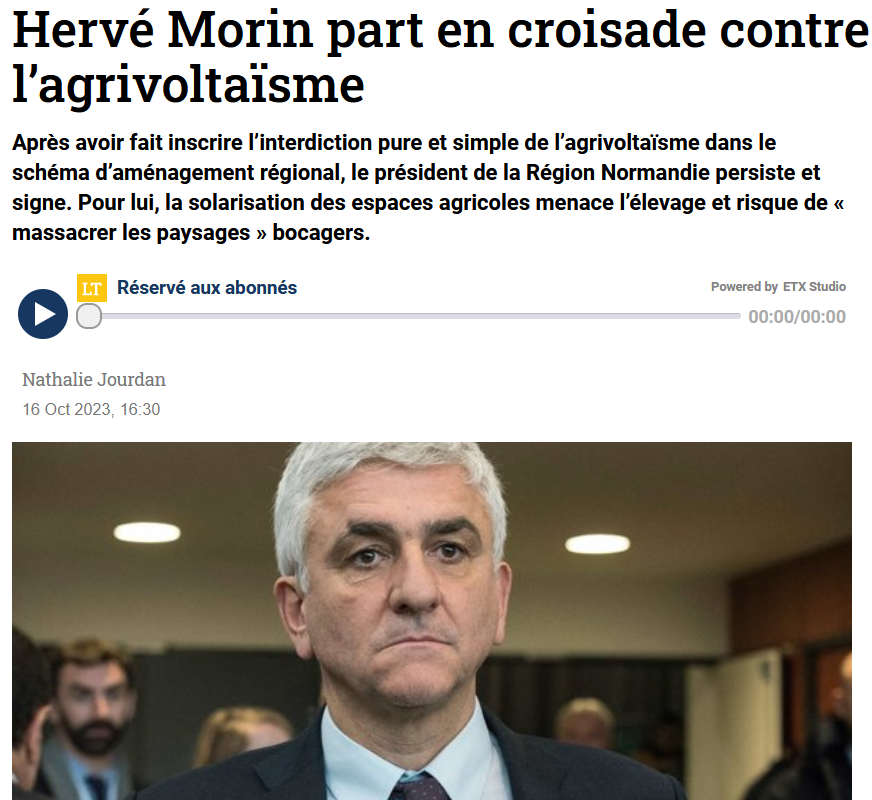 Hervé Morin part en croisade contre
l’agrivoltaïsme
Après avoir fait inscrire l’interdiction pure et simple de l’agrivoltaïsme dans le
schéma d’aménagement régional, le président de la Région Normandie persiste et
signe. Pour lui, la solarisation des espaces agricoles menace l’élevage et risque de «
massacrer les paysages » bocagers.
LT Réservé aux abonnés
Powered by ETX Studio
00:00/00:00
Nathalie Jourdan
16 Oct 2023, 16:30